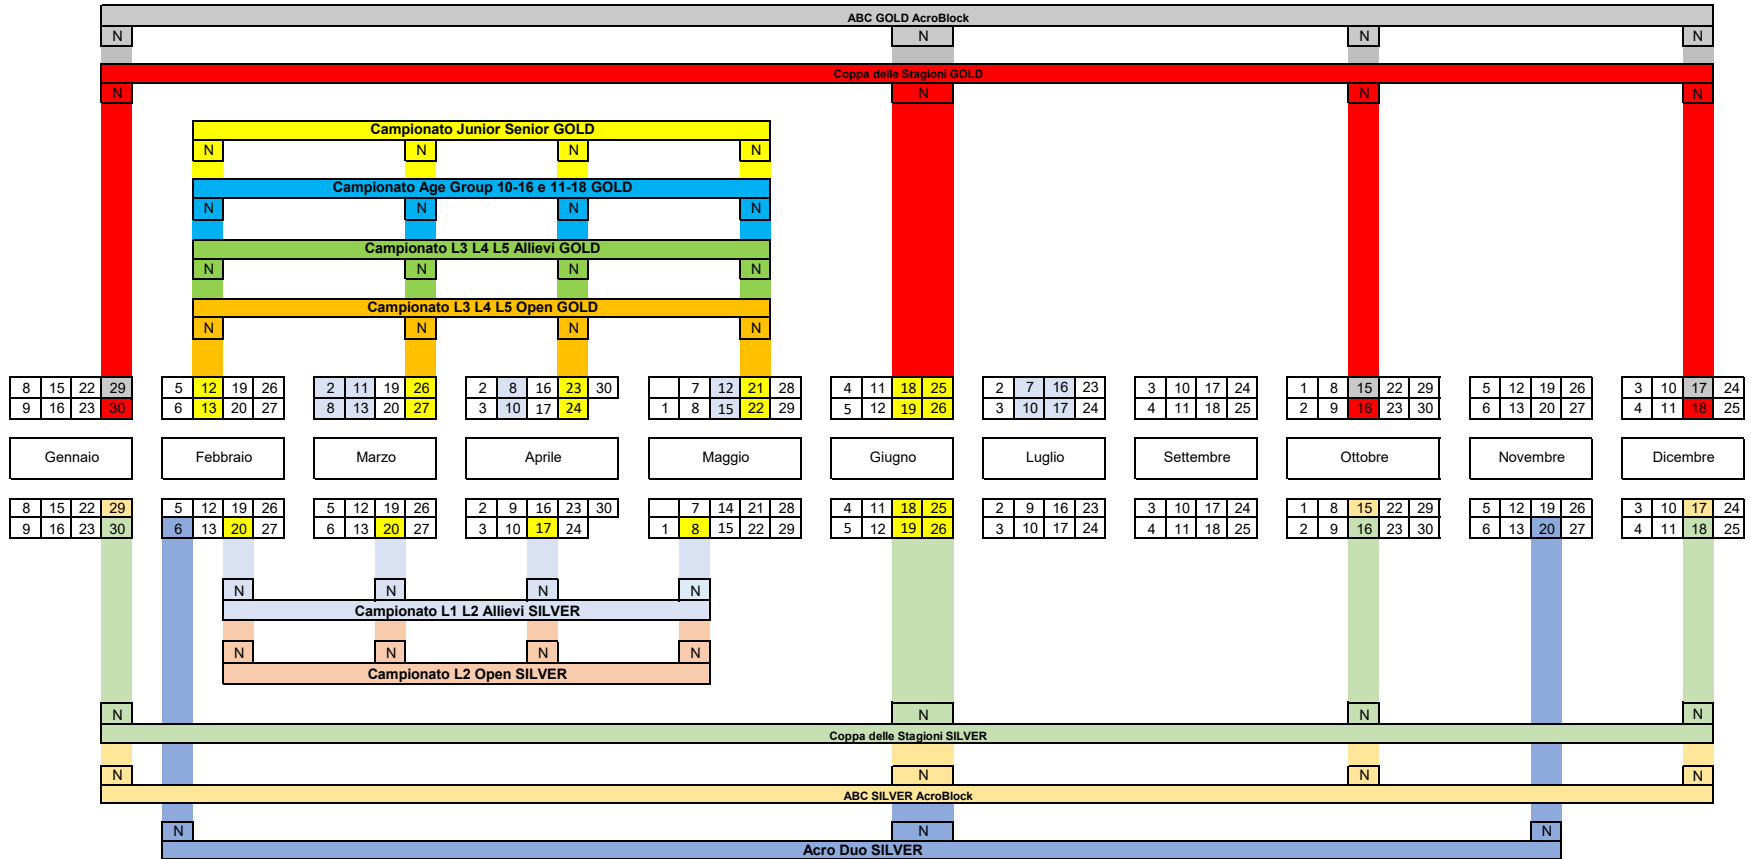 ABC GOLD AcroBlock
N N N N
Coppa delle Stagioni GOLD
N N N N
Campionato Junior Senior GOLD
N N N N
Campionato Age Group 10-16 e 11-18 GOLD
N N N N
Campionato L3 L4 L5 Allievi GOLD
N N N N
Campionato L3 L4 L5 Open GOLD
N N N N
8 15 22 29 5 12 19 26 2 11 19 26 2 8 16 23 30 7 12 21 28 4 11 18 25 2 7 16 23 3 10 17 24 1 8 15 22 29 5 12 19 26 3 10 17 24
9 16 23 30 6 13 20 27 8 13 20 27 3 10 17 24 1 8 15 22 29 5 12 19 26 3 10 17 24 4 11 18 25 2 9 16 23 30 6 13 20 27 4 11 18 25
Gennaio Febbraio Marzo Aprile Maggio Giugno Luglio Settembre Ottobre Novembre Dicembre
8 15 22 29 5 12 19 26 5 12 19 26 2 9 16 23 30 7 14 21 28 4 11 18 25 2 9 16 23 3 10 17 24 1 8 15 22 29 5 12 19 26 3 10 17 24
9 16 23 30 6 13 20 27 6 13 20 27 3 10 17 24 1 8 15 22 29 5 12 19 26 3 10 17 24 4 11 18 25 2 9 16 23 30 6 13 20 27 4 11 18 25
N N N N
Campionato L1 L2 Allievi SILVER
N N N N
Campionato L2 Open SILVER
N N N N
Coppa delle Stagioni SILVER
N N N N
ABC SILVER AcroBlock
N N N
Acro Duo SILVER